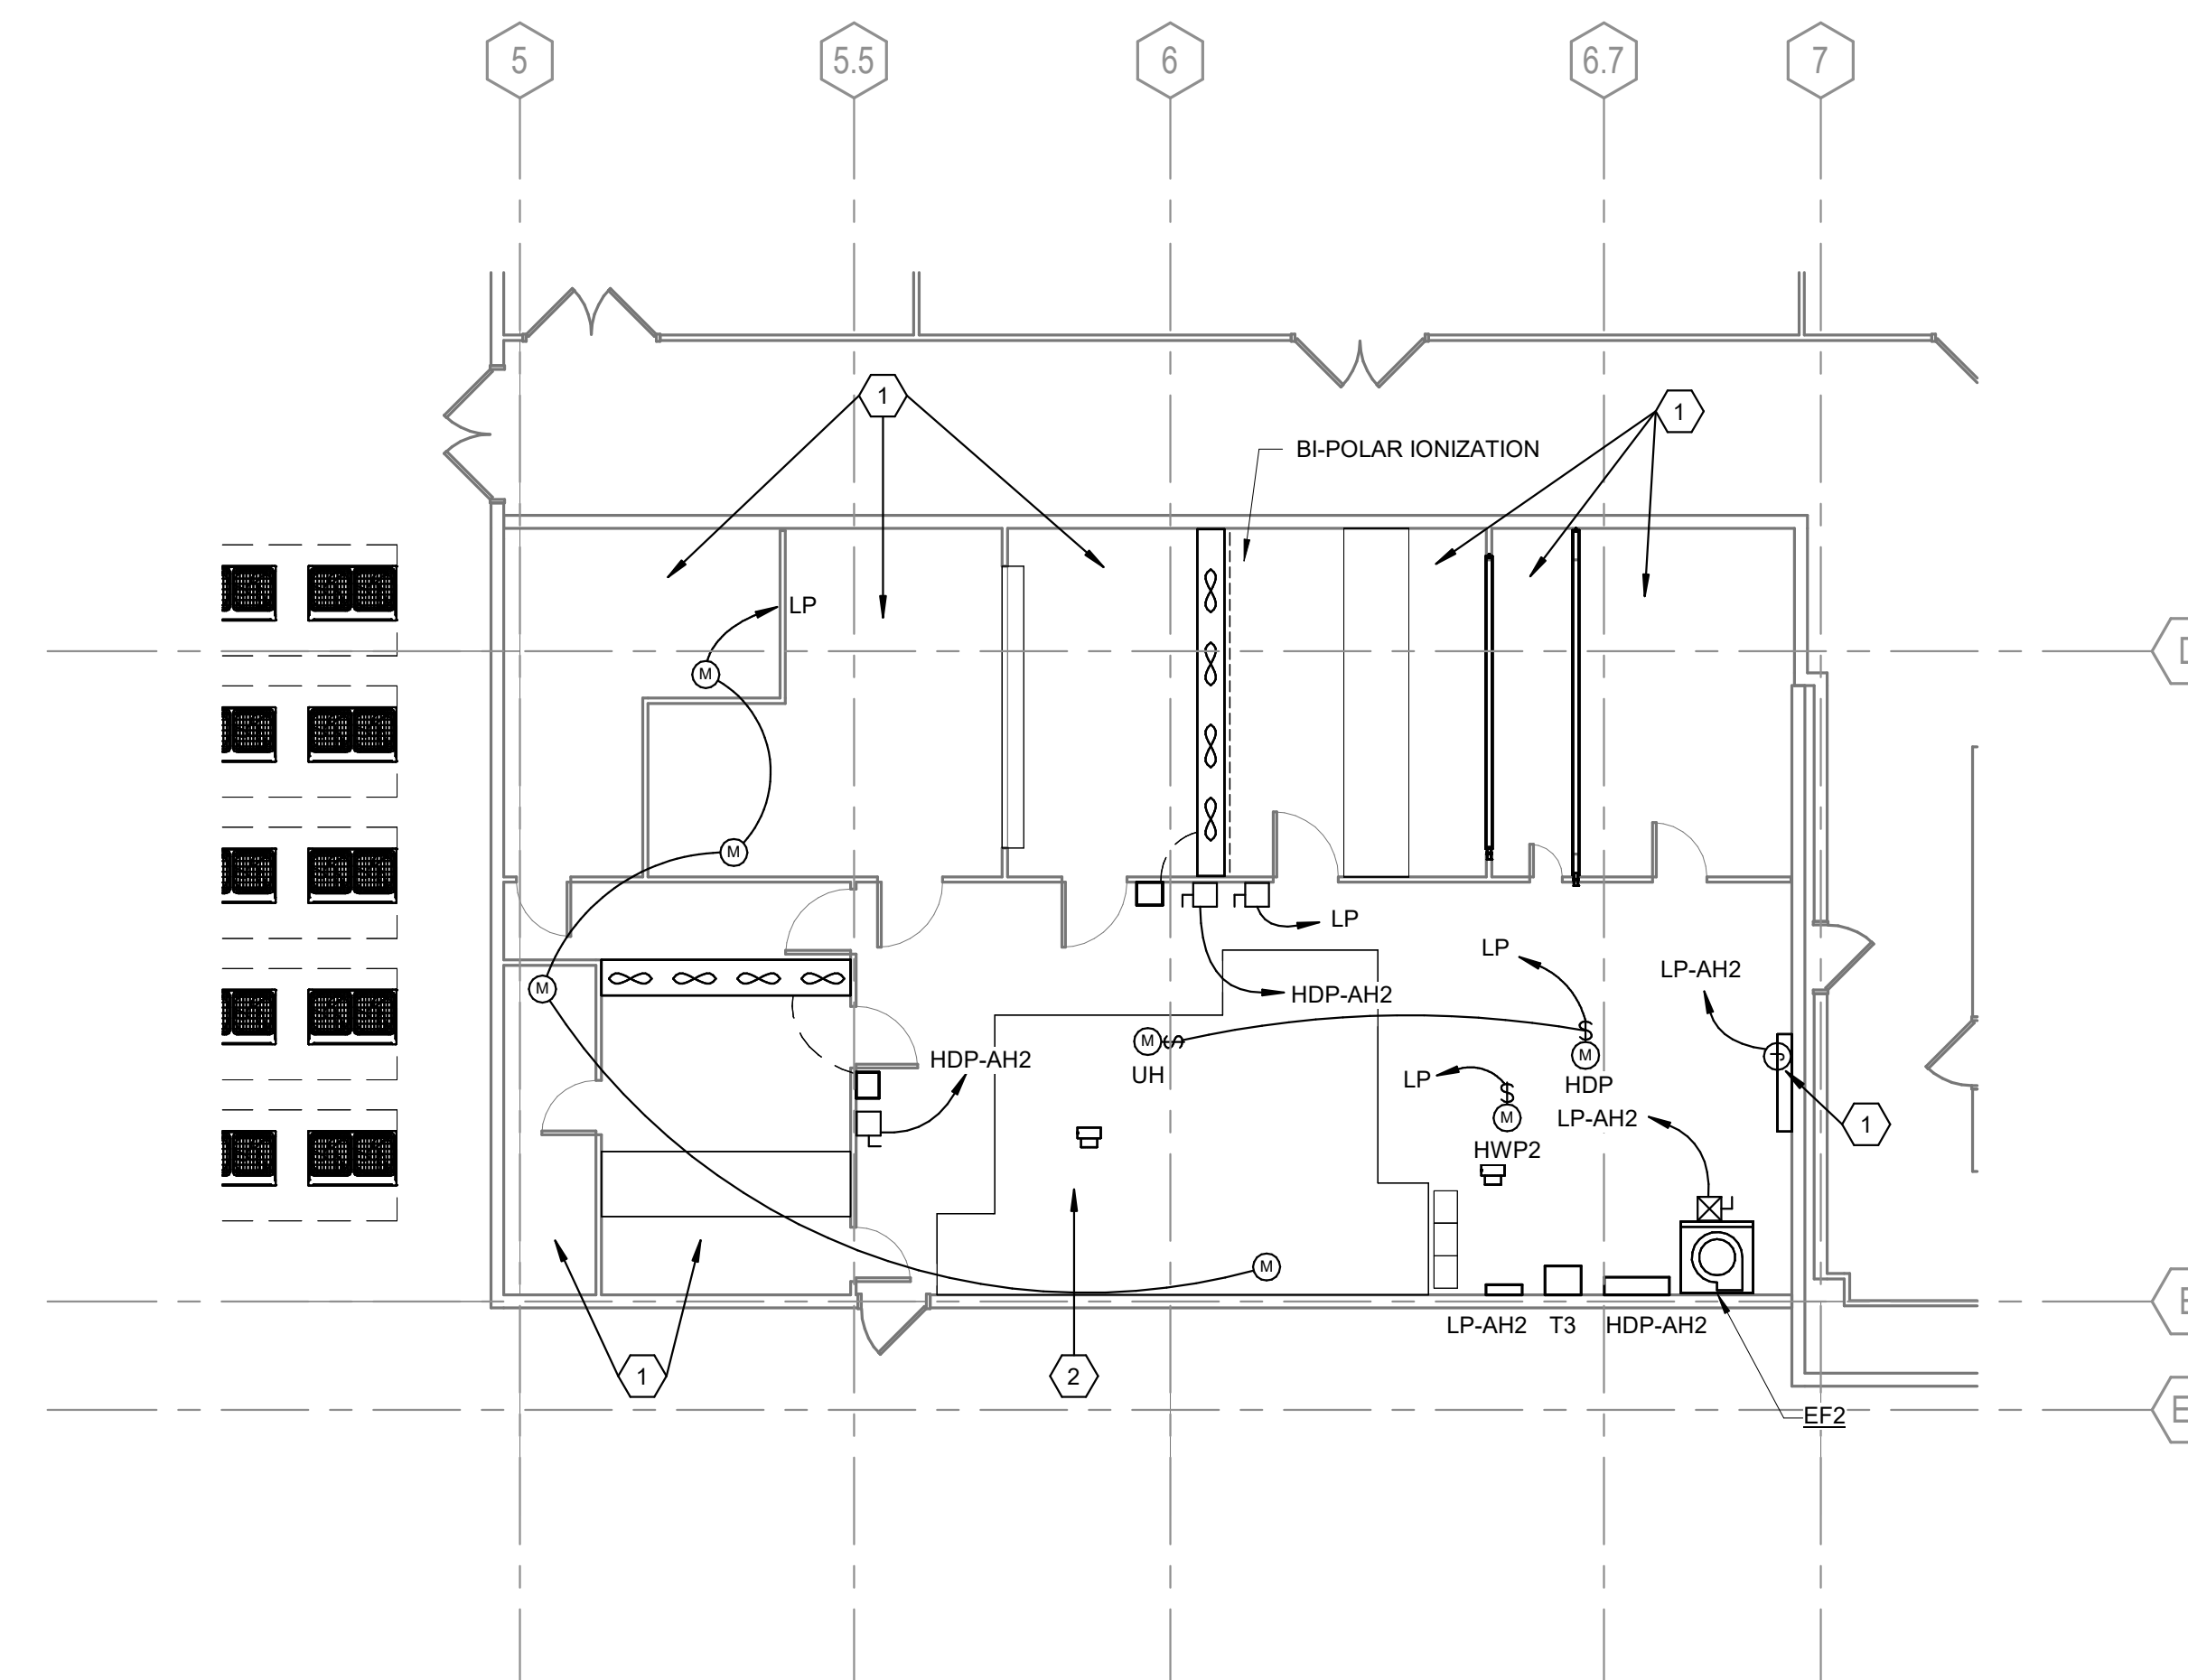 5 5.5 6 6.7 7
1 1
BI-POLAR IONIZATION
LP
M
M
LP
LP
LP-AH2
M
HDP-AH2
$
M $
HDP-AH2
M
UH
LP
HDP
$
J
M
LP-AH2
1
HWP2
M
LP-AH2 T3 HDP-AH2
1 2
EF2